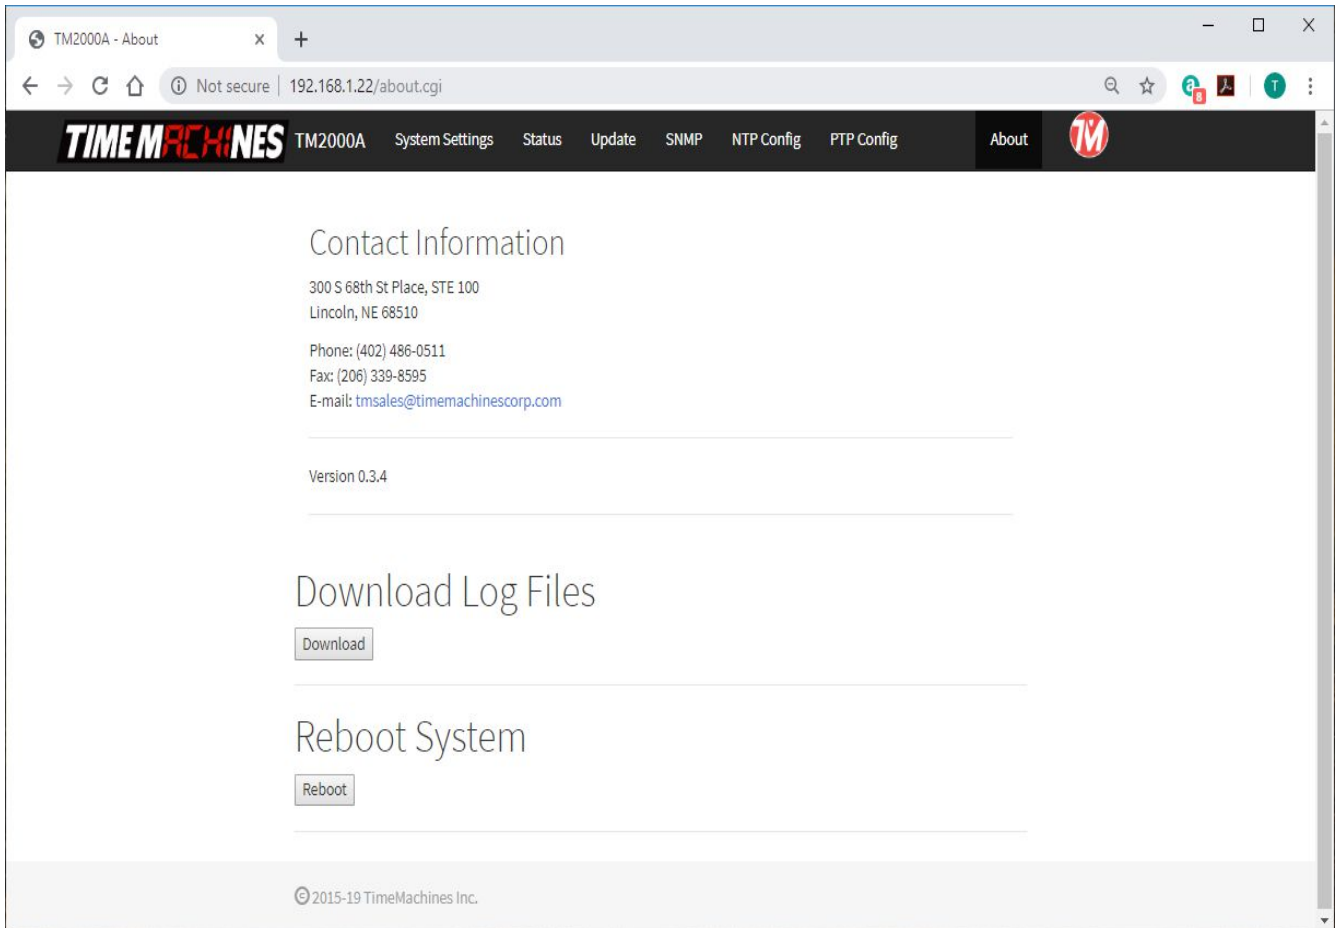 TM2000A - About
Not secure | 192.168.1.22/about.cgi
8
T
TIME MACHINES TM2000A System Settings Status Update SNMP NTP Config PTP Config About TM
Contact Information
300 S 68th St Place, STE 100
Lincoln, NE 68510
Phone: (402) 486-0511
Fax: (206) 339-8595
E-mail: tmsales@timemachinescorp.com
Version 0.3.4
Download Log Files
Download
Reboot System
Reboot
© 2015-19 TimeMachines Inc.